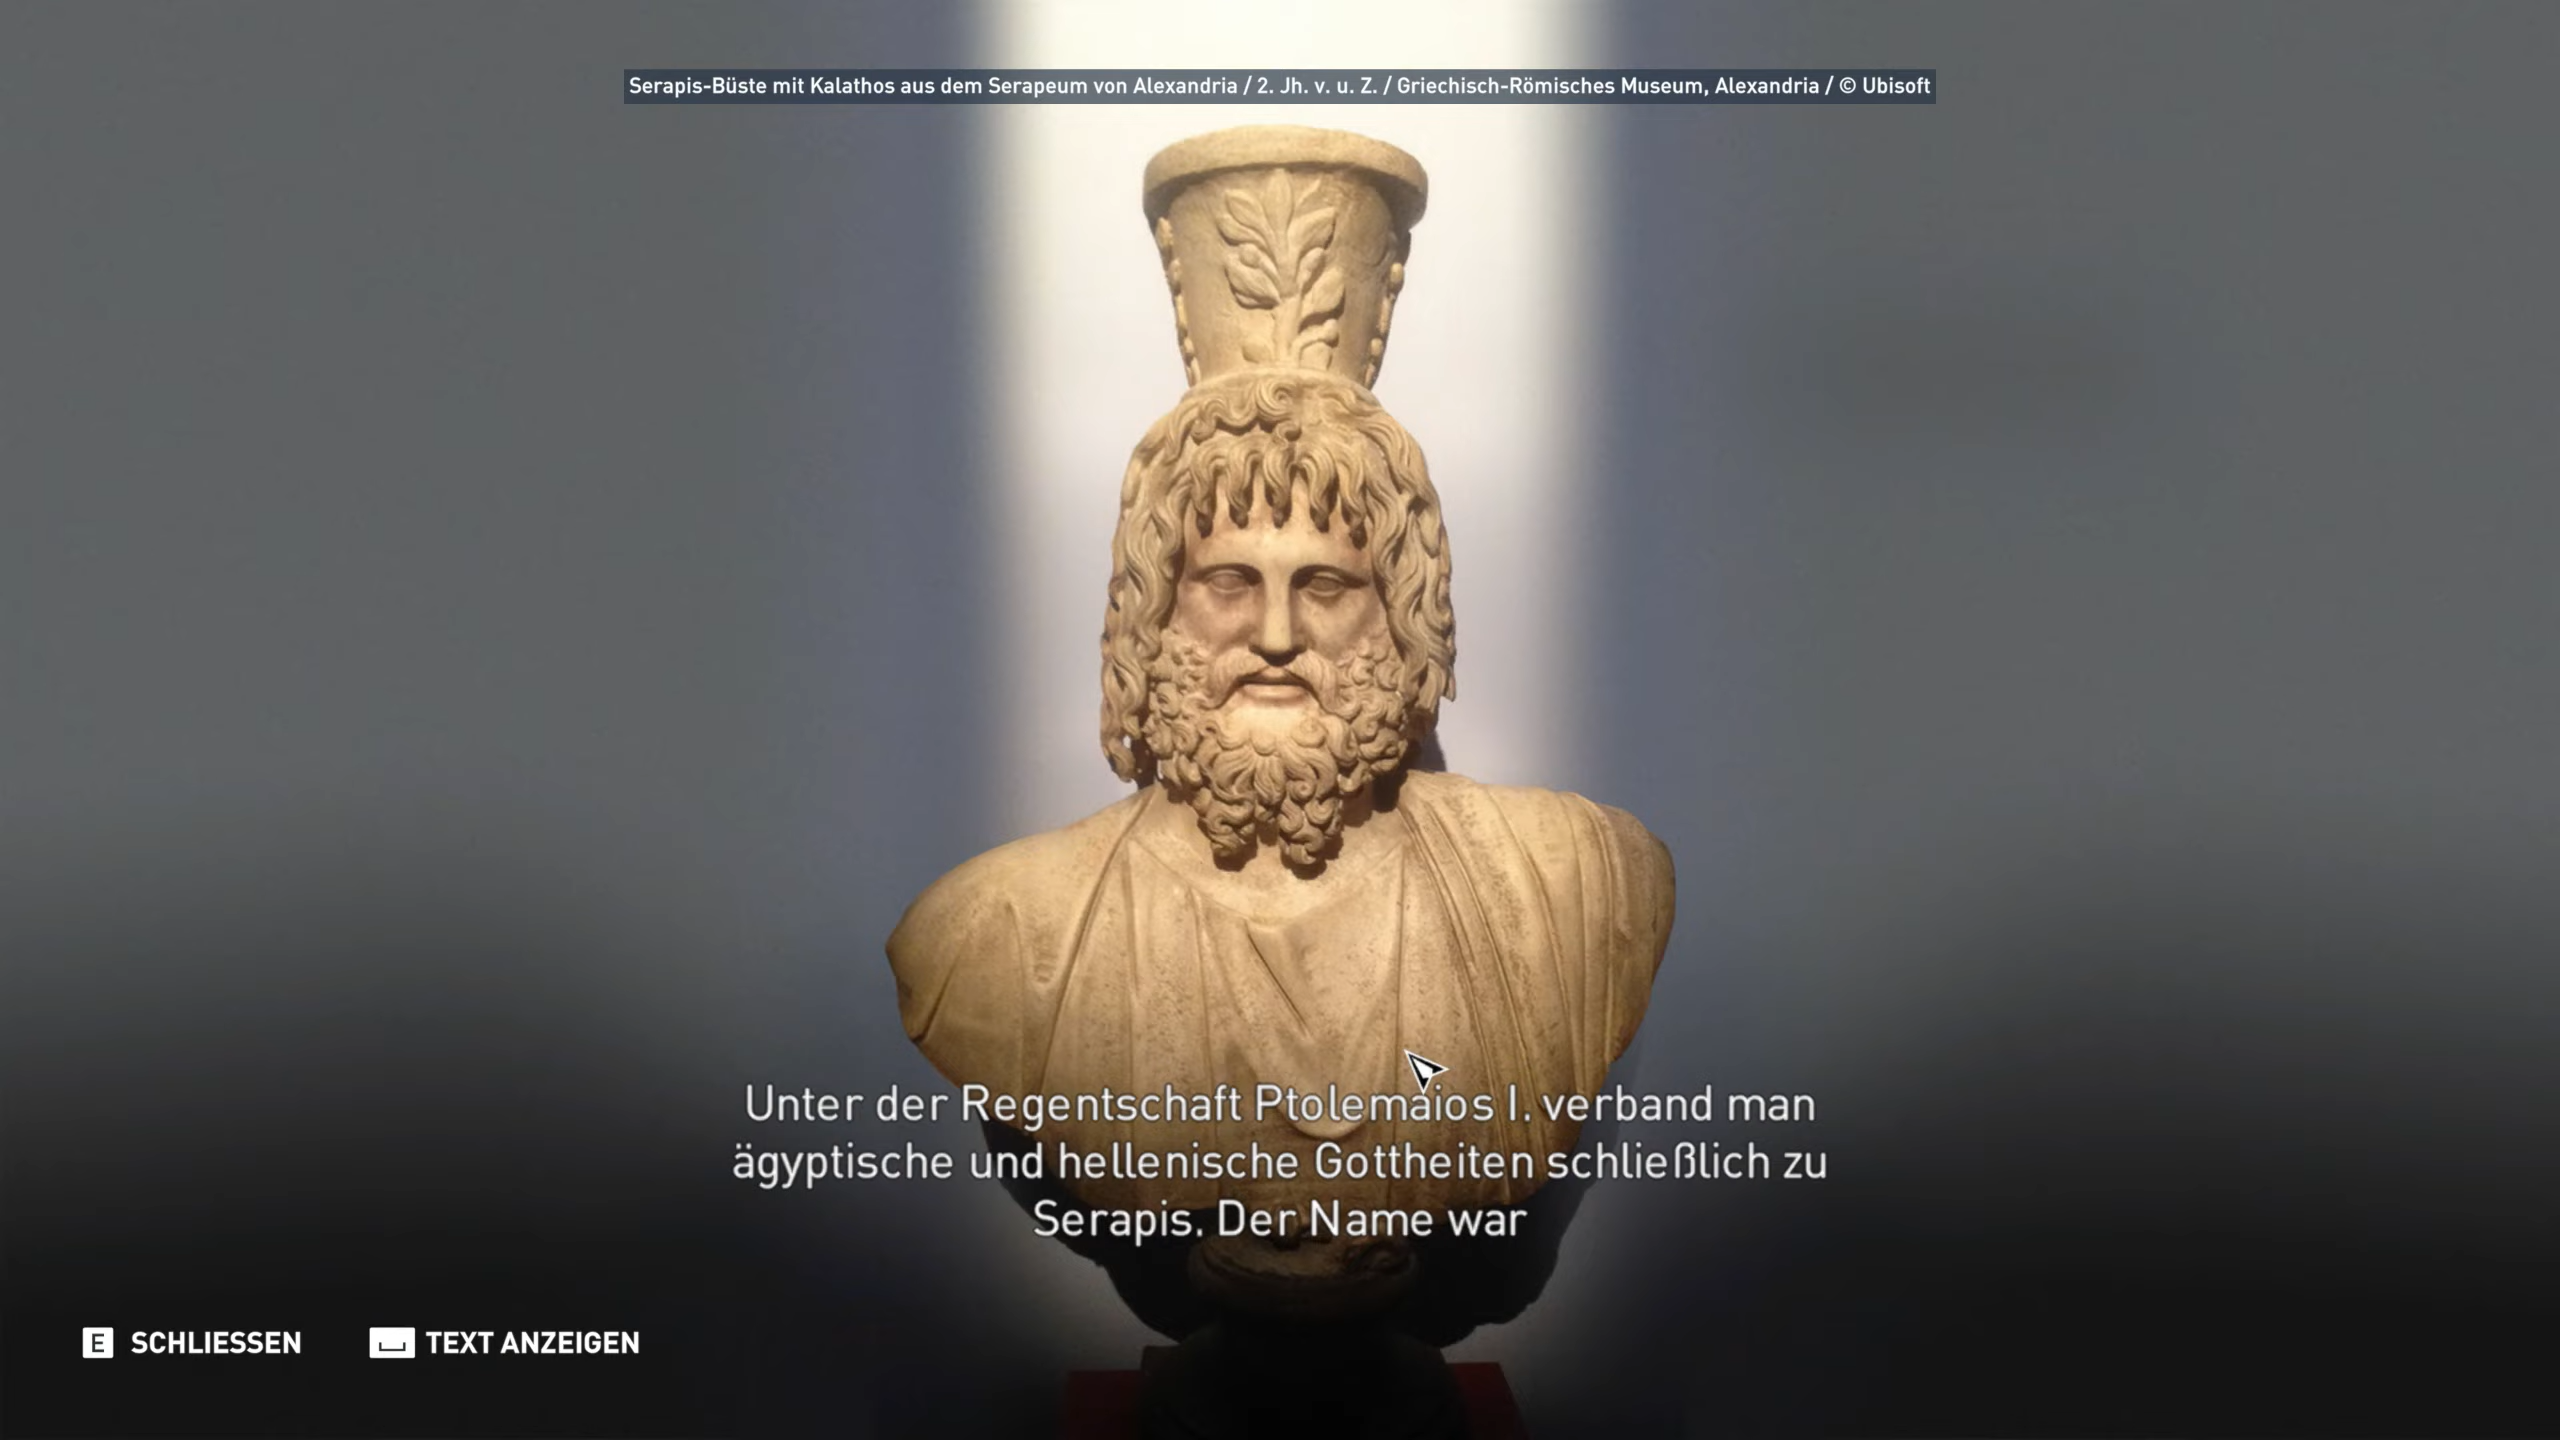 Serapis-Büste mit Kalathos aus dem Serapeum von Alexandria / 2. Jh. v. u. Z. / Griechisch-Römisches Museum, Alexandria / © Ubisoft
Unter der Regentschaft Ptolemaios I. verband man
ägyptische und hellenische Gottheiten schließlich zu
Serapis. Der Name war
E SCHLIESSEN TEXT ANZEIGEN